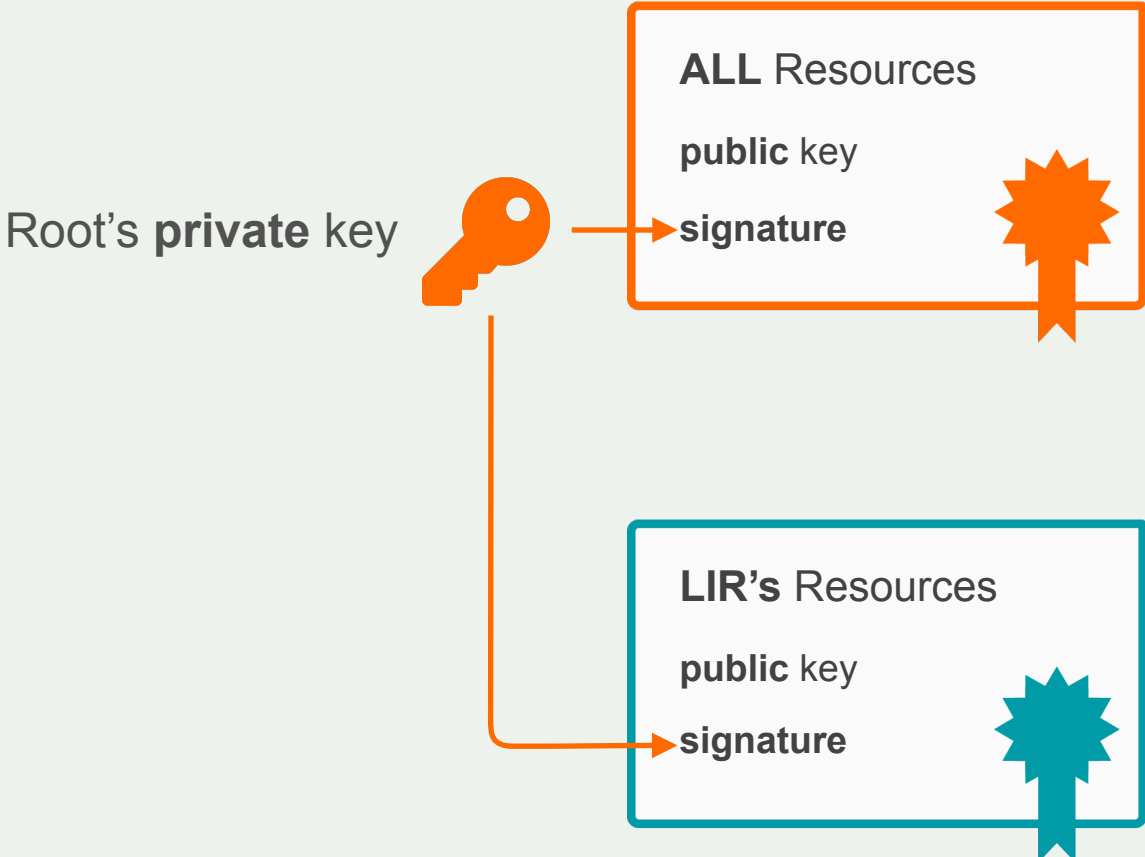 ALL Resources
public key
Root’s private key
signature
LIR's Resources
public key
signature